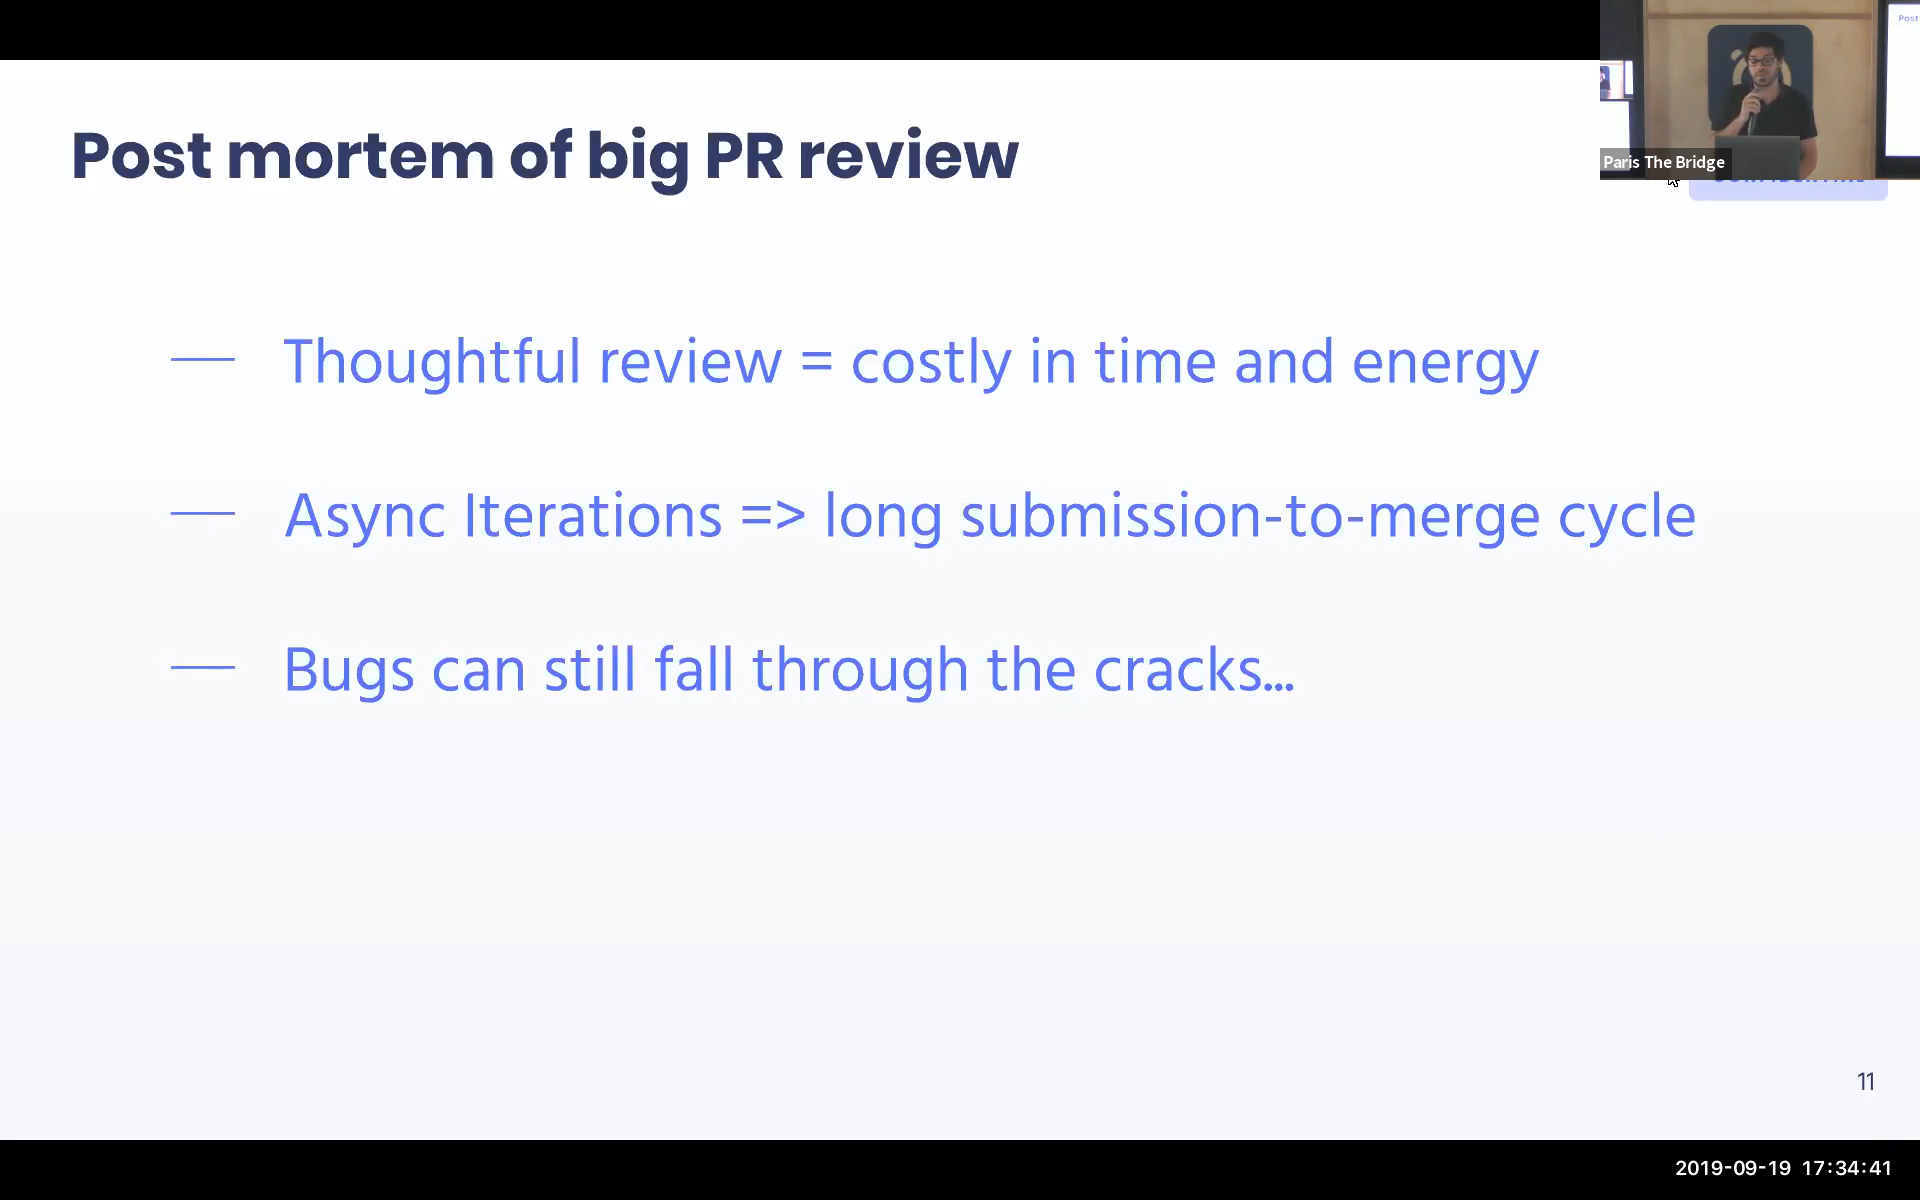 Post
Paris The Bridge
Post mortem of big PR review
Thoughtful review = costly in time and energy
Async Iterations => long submission-to-merge cycle
Bugs can still fall through the cracks...
11
2019-09-19 17:34:41